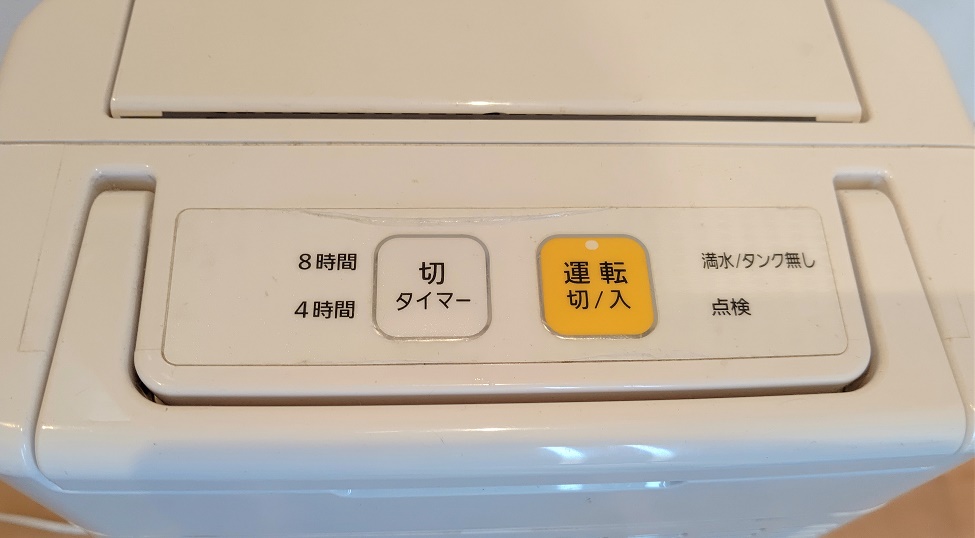 8時間
4時間
切
タイマー
運転
切/入
満水/タンク無し
点検